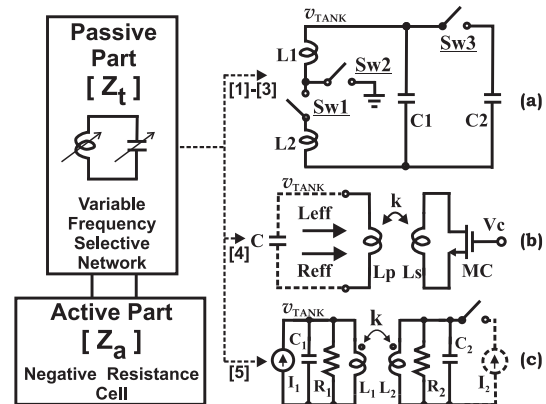 Passive
Part
[ Zt ]
Variable
Frequency
Selective
Network
Active Part
[ Za ]
Negative Resistance
Cell
[1]-[3]
[4]
[5]
vTANK
L1
Sw2
Sw1
L2
C1
Sw3
C2
(a)
vTANK
C
Leff
Reff
k
Lp
Ls
MC
Vc
(b)
vTANK
I1
C1
R1
L1
k
L2
R2
C2
I2
(c)